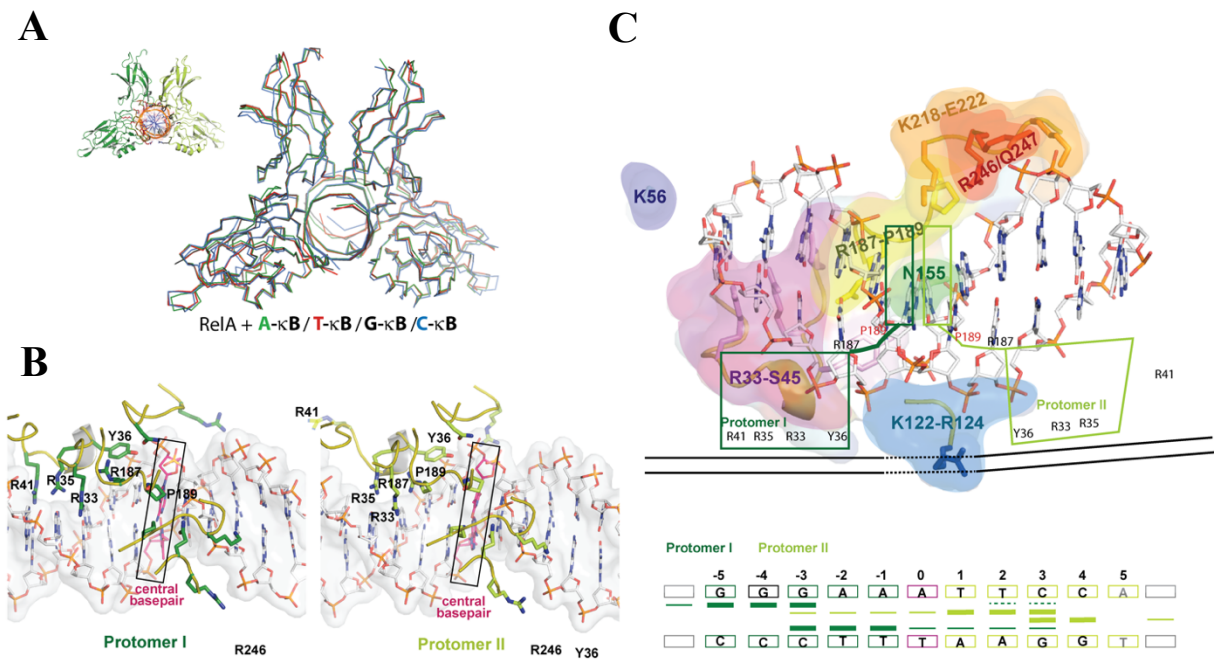 A
RelA + A-κB / T-κB / G-κB / C-κB
B
R41
R35
R33
Y36
R187
P189
central
basepair
Protomer I
R246
R41
R35
R33
Y36
R187
P189
central
basepair
Protomer II
R246
Y36
C
K56
K218-E222
R246/Q247
R187-P189
N155
R187
P189
P189
R187
R33-S45
Protomer I
R41 R35 R33 Y36
K122-R124
Protomer II
Y36 R33 R35
R41
Protomer I Protomer II
-5 -4 -3 -2 -1 0 1 2 3 4 5
G G G A A A T T C C A
C C C T T T A A G G T